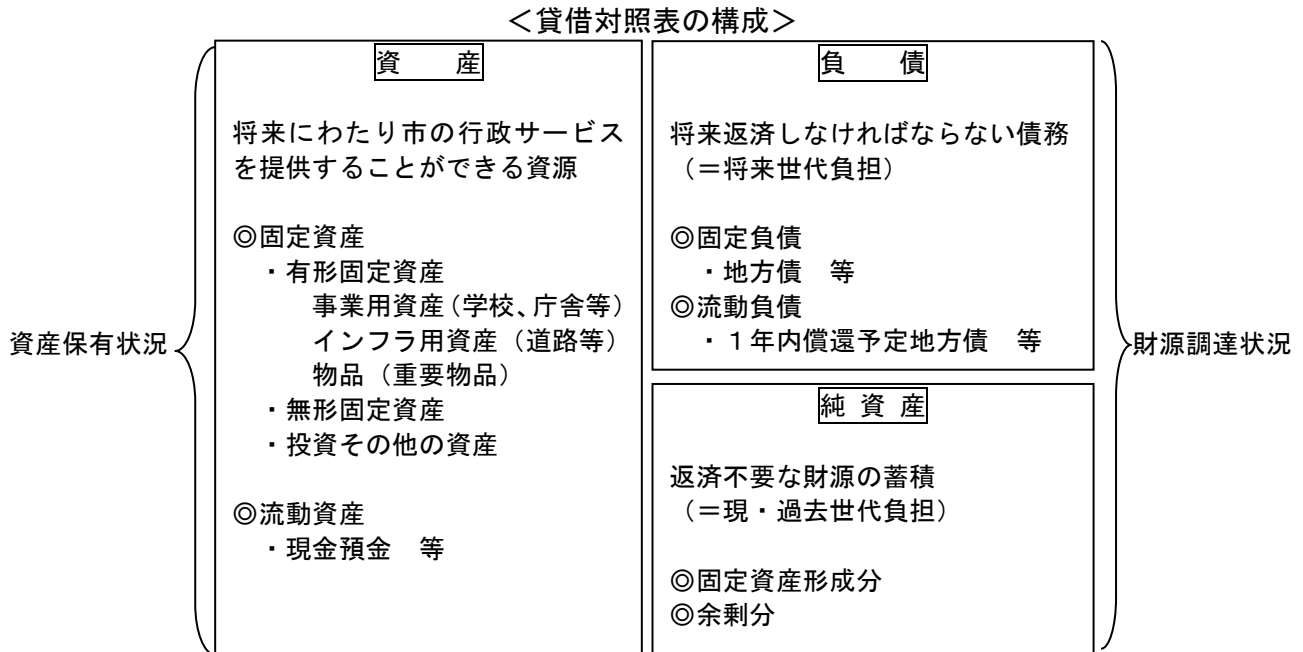 ＜貸借対照表の構成＞
資産保有状況
資　産
将来にわたり市の行政サービス
を提供することができる資源
◎固定資産
・有形固定資産
事業用資産（学校、庁舎等）
インフラ用資産（道路等）
物品（重要物品）
・無形固定資産
・投資その他の資産
◎流動資産
・現金預金　等
負　債
将来返済しなければならない債務
（＝将来世代負担）
◎固定負債
・地方債　等
◎流動負債
・１年内償還予定地方債　等
純 資 産
返済不要な財源の蓄積
（＝現・過去世代負担）
◎固定資産形成分
◎余剰分
財源調達状況